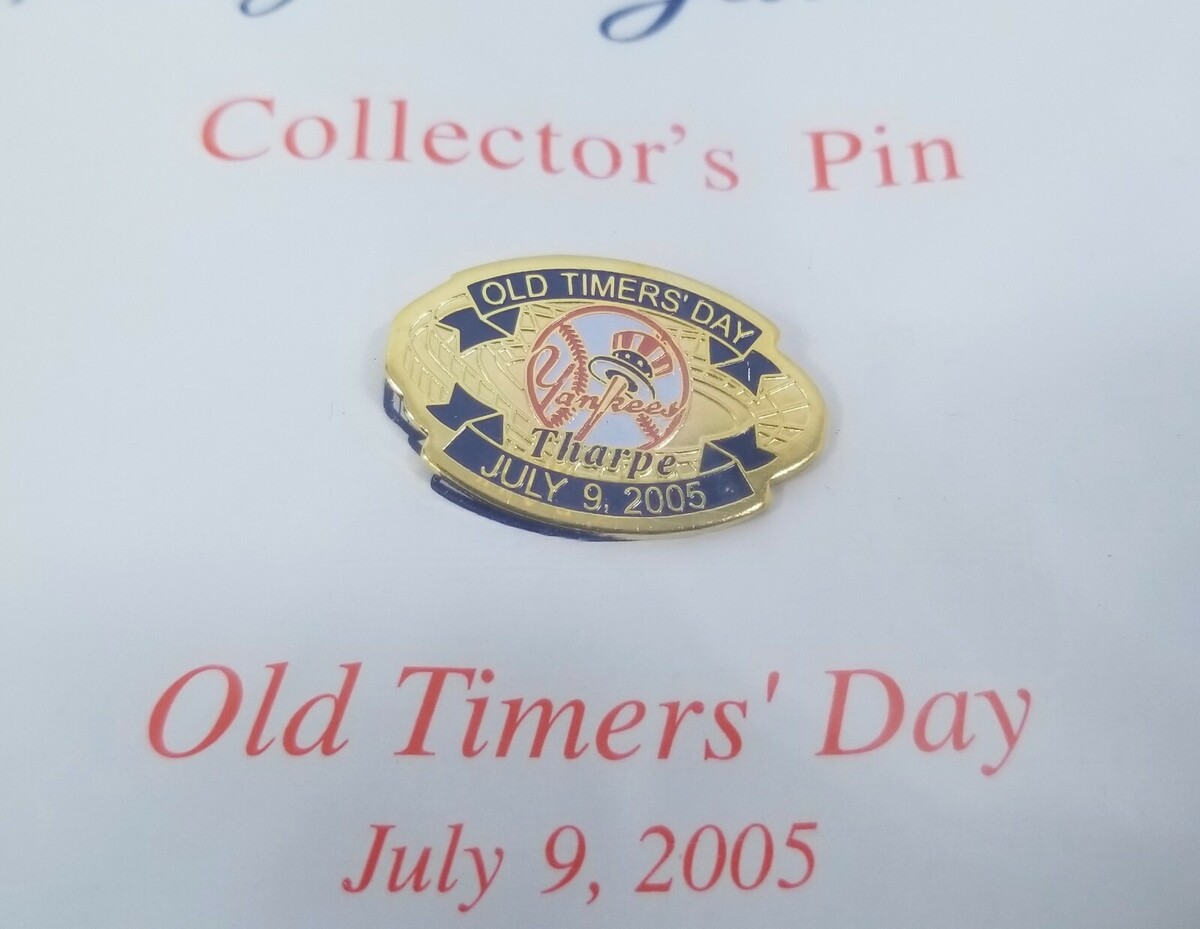 Collector's Pin
OLD TIMERS' DAY
Yankees
Tharpe
JULY 9, 2005
Old Timers' Day
July 9, 2005